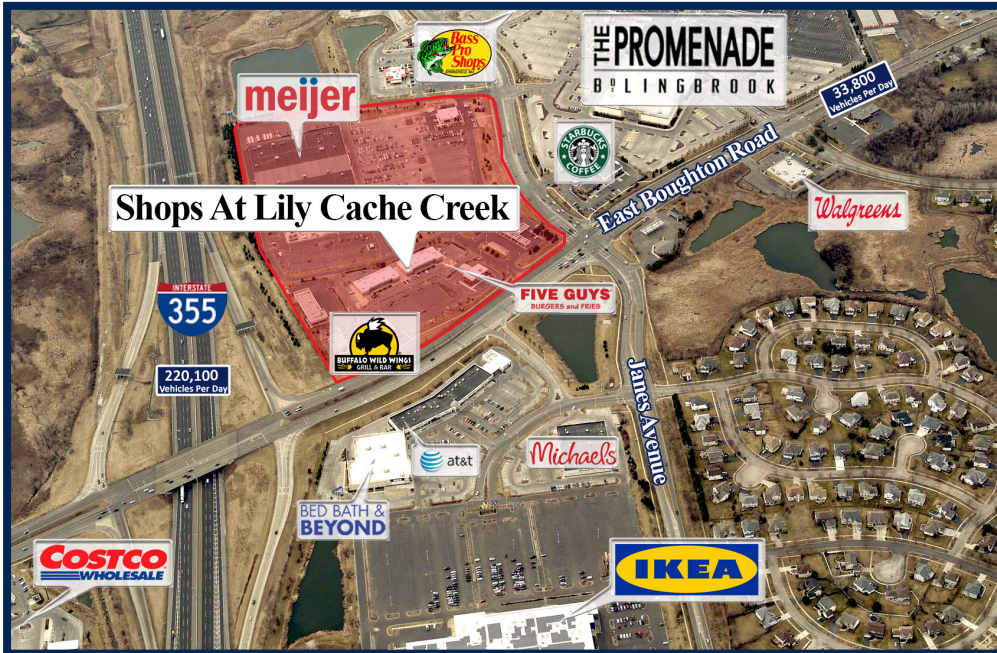 Bass
Pro
Shops
THE PROMENADE
BOLINGBROOK
meijer
33,800
Vehicles Per Day
STARBUCKS
COFFEE
East Boughton Road
Walgreens
Shops At Lily Cache Creek
INTERSTATE
355
FIVE GUYS
BURGERS and FRIES
BUFFALO WILD WINGS
GRILL & BAR
220,100
Vehicles Per Day
Janes Avenue
at&t
Michaels
BED BATH &
BEYOND
COSTCO
WHOLESALE
IKEA